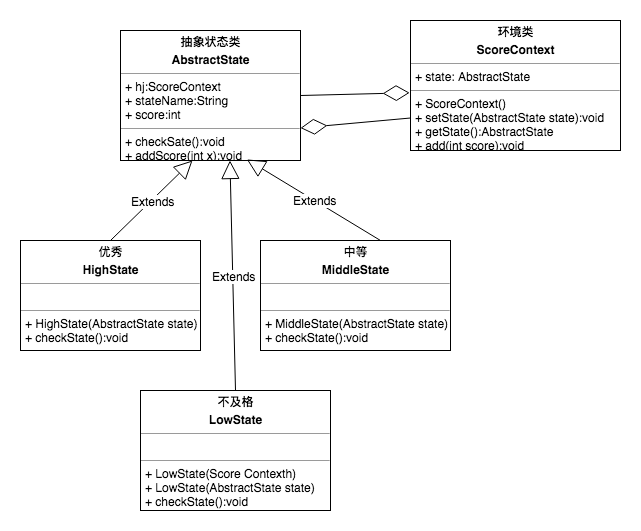 抽象状态类
AbstractState
+ hj:ScoreContext
+ stateName:String
+ score:int
+ checkSate():void
+ addScore(int x):void
环境类
ScoreContext
+ state: AbstractState
+ ScoreContext()
+ setState(AbstractState state):void
+ getState():AbstractState
+ add(int score):void
Extends
Extends
Extends
优秀
HighState
+ HighState(AbstractState state)
+ checkState():void
中等
MiddleState
+ MiddleState(AbstractState state)
+ checkState():void
不及格
LowState
+ LowState(Score Contexth)
+ LowState(AbstractState state)
+ checkState():void